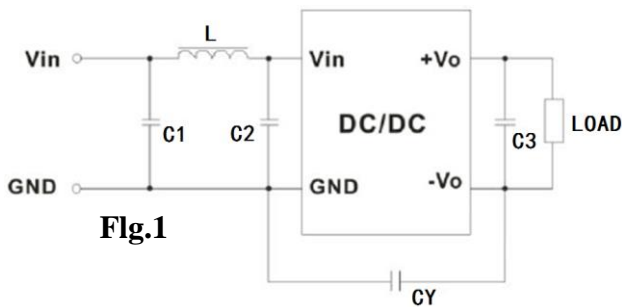 L
Vin
Vin
+Vo
C1
C2
DC/DC
C3
LOAD
GND
GND
-Vo
Flg.1
CY